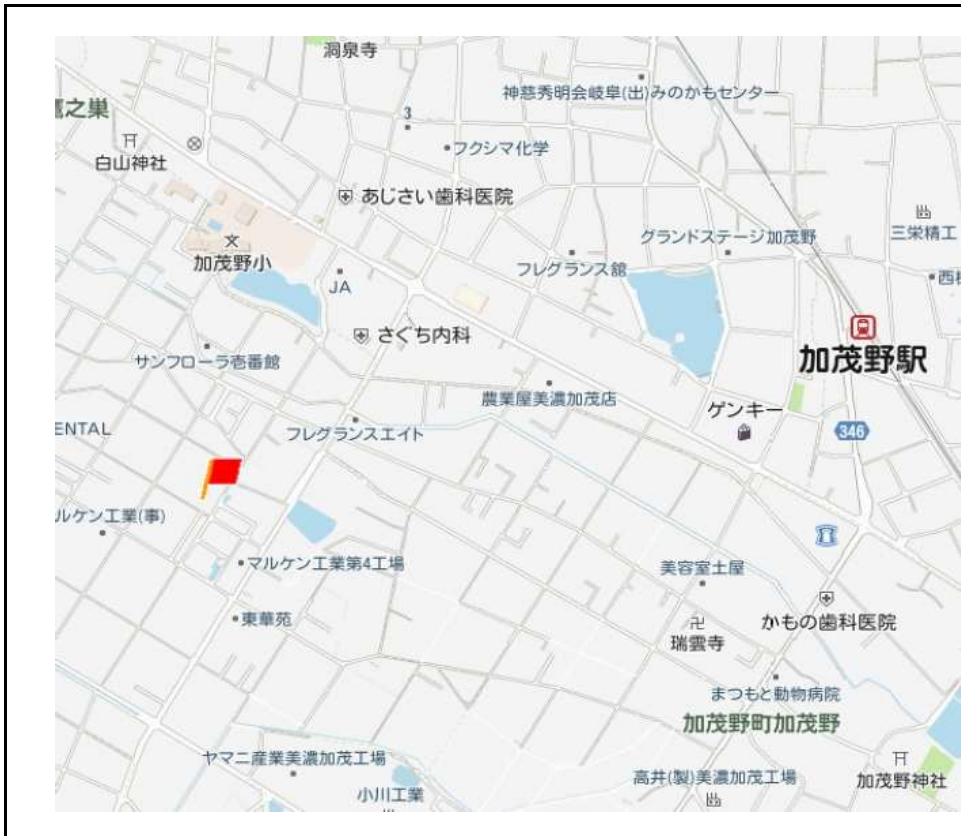 洞泉寺
神慈秀明会岐阜(出)みのかもセンター
鷹之巣
3
白山神社
フクシマ化学
あじさい歯科医院
グランドステージ加茂野
三栄精工
加茂野小
フレグランス舘
JA
西
さぐち内科
サンフローラ壱番館
加茂野駅
農業屋美濃加茂店
ゲンキー
ENTAL
フレグランスエイト
346
ルケン工業(事)
マルケン工業第4工場
美容室土屋
東華苑
かもの歯科医院
瑞雲寺
まつもと動物病院
加茂野町加茂野
ヤマニ産業美濃加茂工場
高井(製)美濃加茂工場
加茂野神社
小川工業